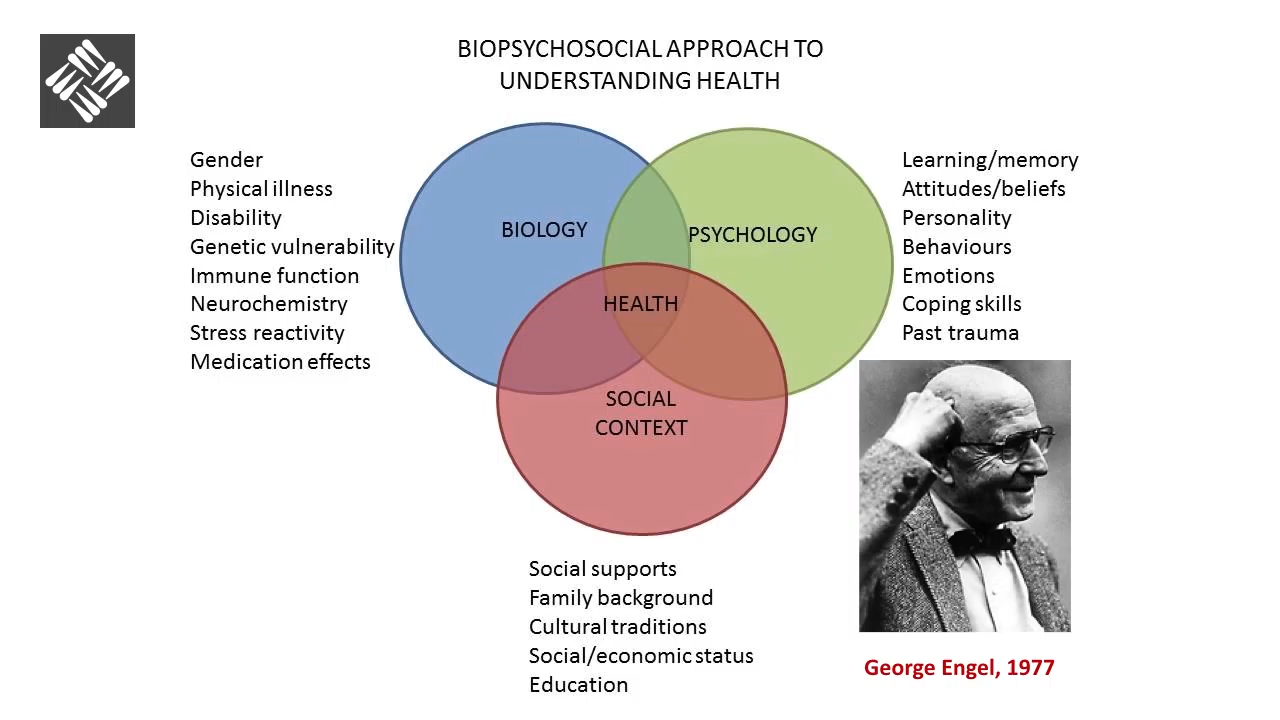 BIOPSYCHOSOCIAL APPROACH TO
UNDERSTANDING HEALTH
Gender
Physical illness
Disability
Genetic vulnerability
Immune function
Neurochemistry
Stress reactivity
Medication effects
BIOLOGY
PSYCHOLOGY
HEALTH
SOCIAL
CONTEXT
Learning/memory
Attitudes/beliefs
Personality
Behaviours
Emotions
Coping skills
Past trauma
Social supports
Family background
Cultural traditions
Social/economic status
Education
George Engel, 1977